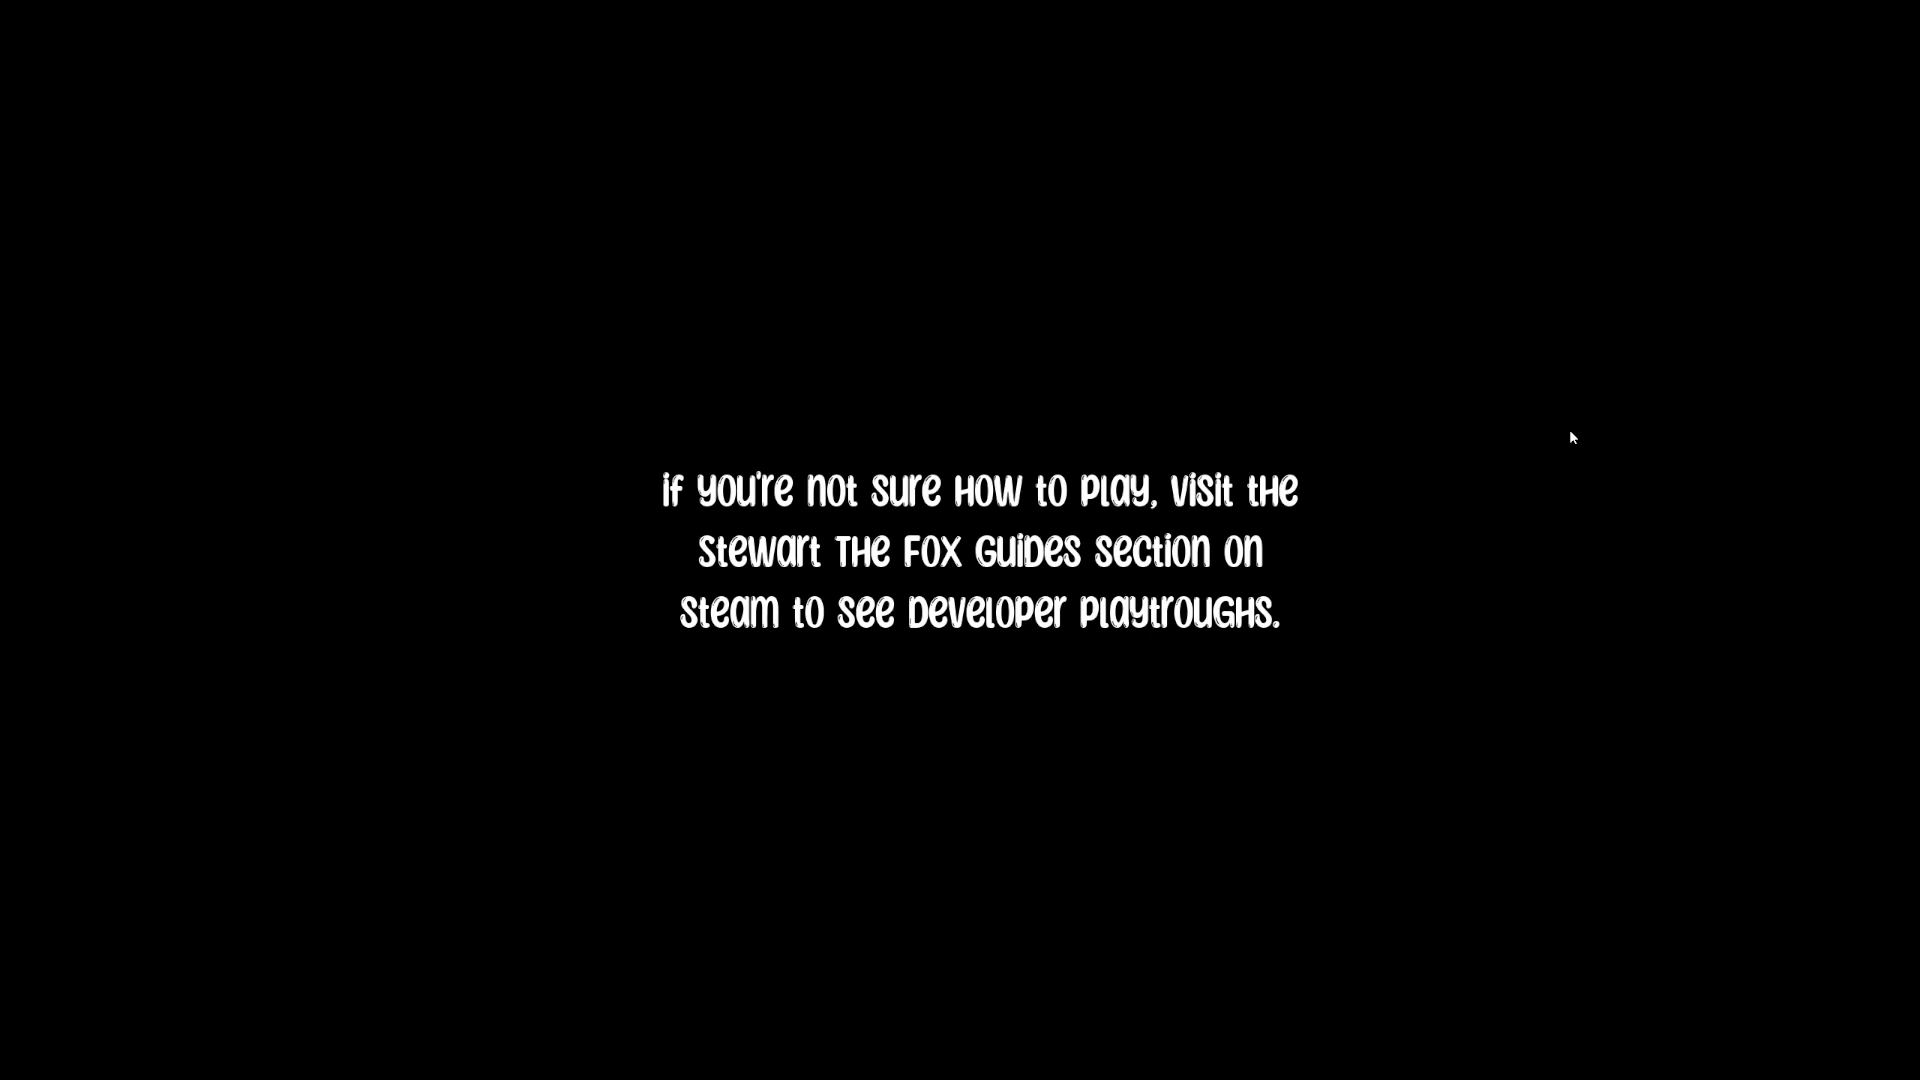 if you're not sure how to play, visit the
Stewart The Fox Guides section on
Steam to see developer playtroughs.